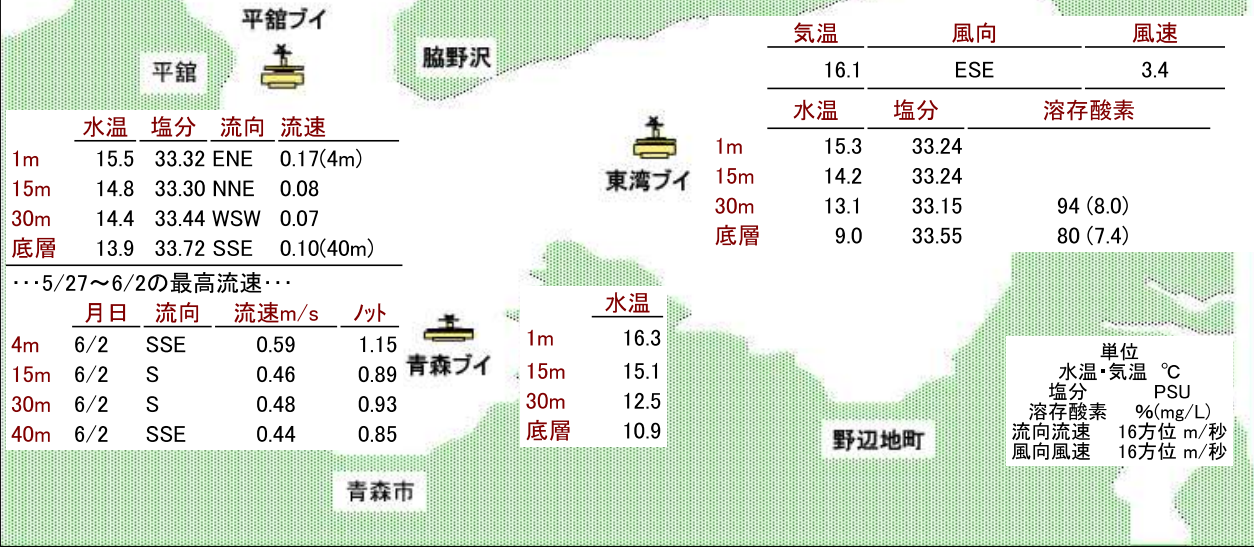 平舘ブイ
平舘
脇野沢
水温 塩分 流向 流速
1m 15.5 33.32 ENE 0.17(4m)
15m 14.8 33.30 NNE 0.08
30m 14.4 33.44 WSW 0.07
底層 13.9 33.72 SSE 0.10(40m)
…5/27～6/2の最高流速…
月日 流向 流速m/s ﾉｯﾄ
4m 6/2 SSE 0.59 1.15
15m 6/2 S 0.46 0.89
30m 6/2 S 0.48 0.93
40m 6/2 SSE 0.44 0.85
気温 風向 風速
16.1 ESE 3.4
東湾ブイ
水温 塩分 溶存酸素
1m 15.3 33.24
15m 14.2 33.24
30m 13.1 33.15 94 (8.0)
底層 9.0 33.55 80 (7.4)
青森ブイ
水温
1m 16.3
15m 15.1
30m 12.5
底層 10.9
青森市
野辺地町
単位
水温・気温 ℃
塩分 PSU
溶存酸素 %(mg/L)
流向流速 16方位 m/秒
風向風速 16方位 m/秒